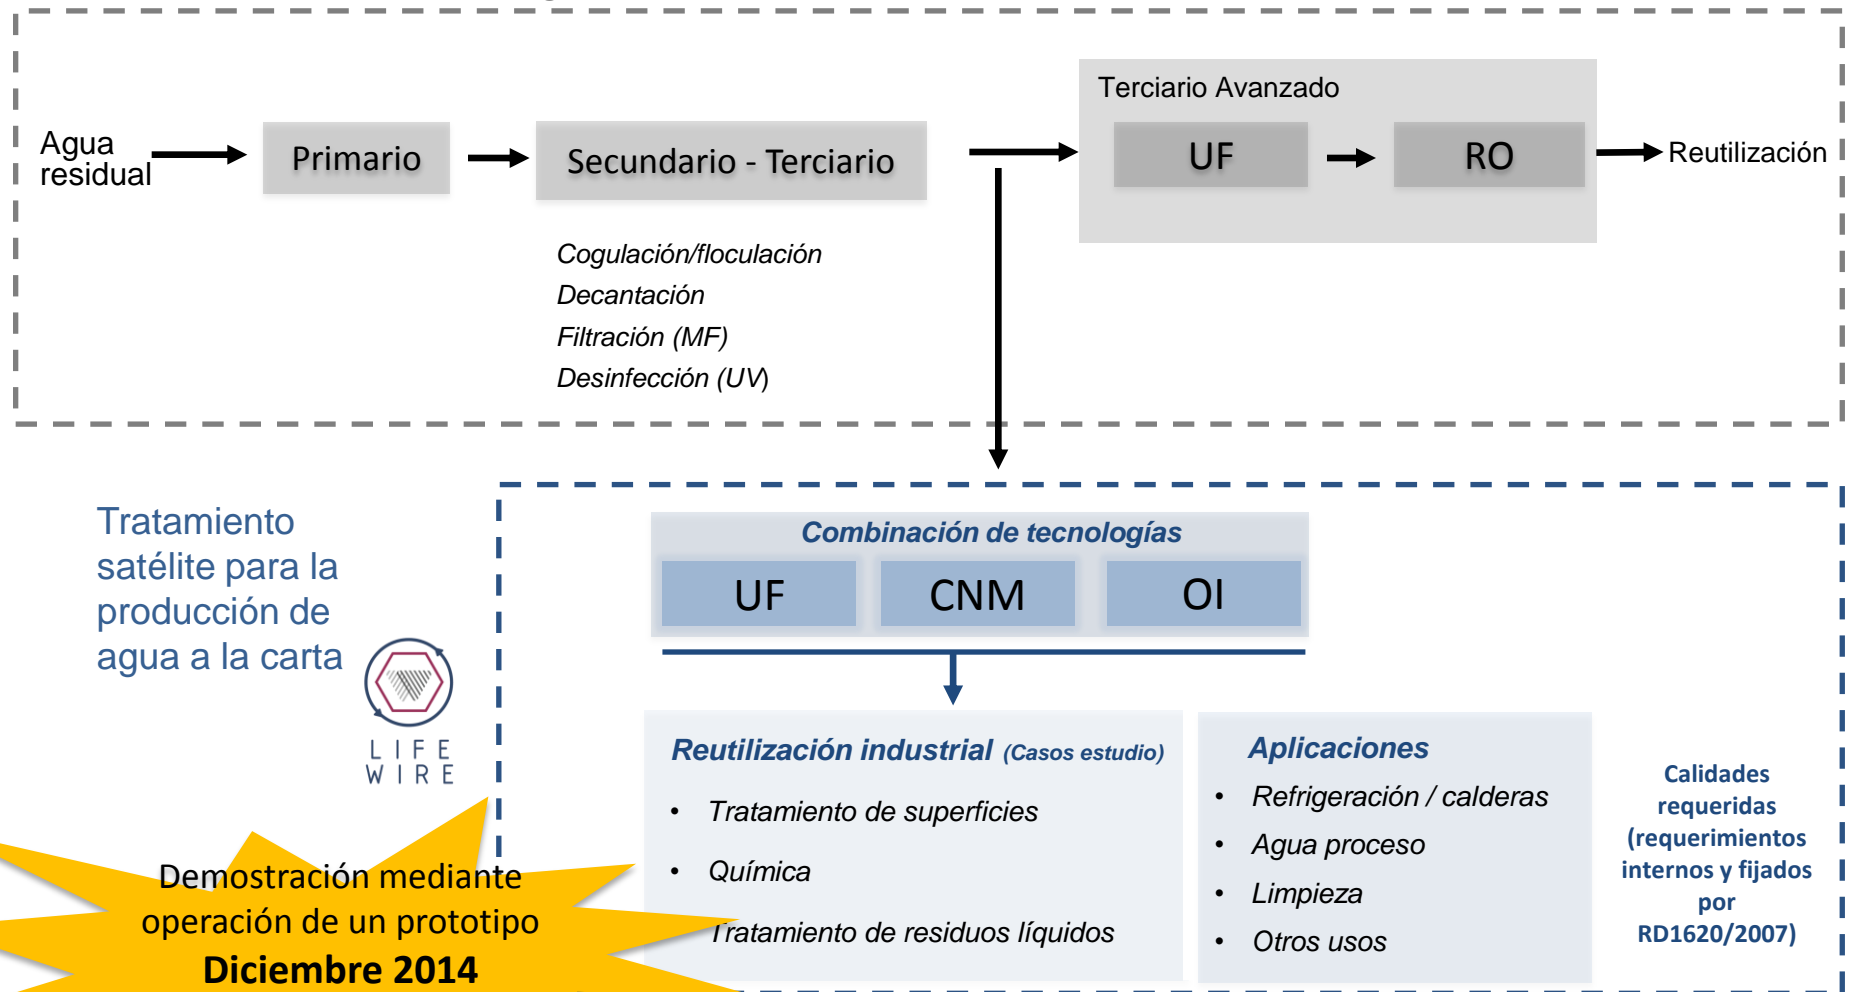 Terciario Avanzado
Agua
residual
Primario
Secundario - Terciario
UF
RO
Reutilización
Cogulación/floculación
Decantación
Filtración (MF)
Desinfección (UV)
Tratamiento
satélite para la
producción de
agua a la carta
LIFE
WIRE
Combinación de tecnologías
UF
CNM
OI
Reutilización industrial (Casos estudio)
• Tratamiento de superficies
• Química
Tratamiento de residuos líquidos
Aplicaciones
• Refrigeración / calderas
• Agua proceso
• Limpieza
• Otros usos
Calidades
requeridas
(requerimientos
internos y fijados
por
RD1620/2007)
Demostración mediante
operación de un prototipo
Diciembre 2014